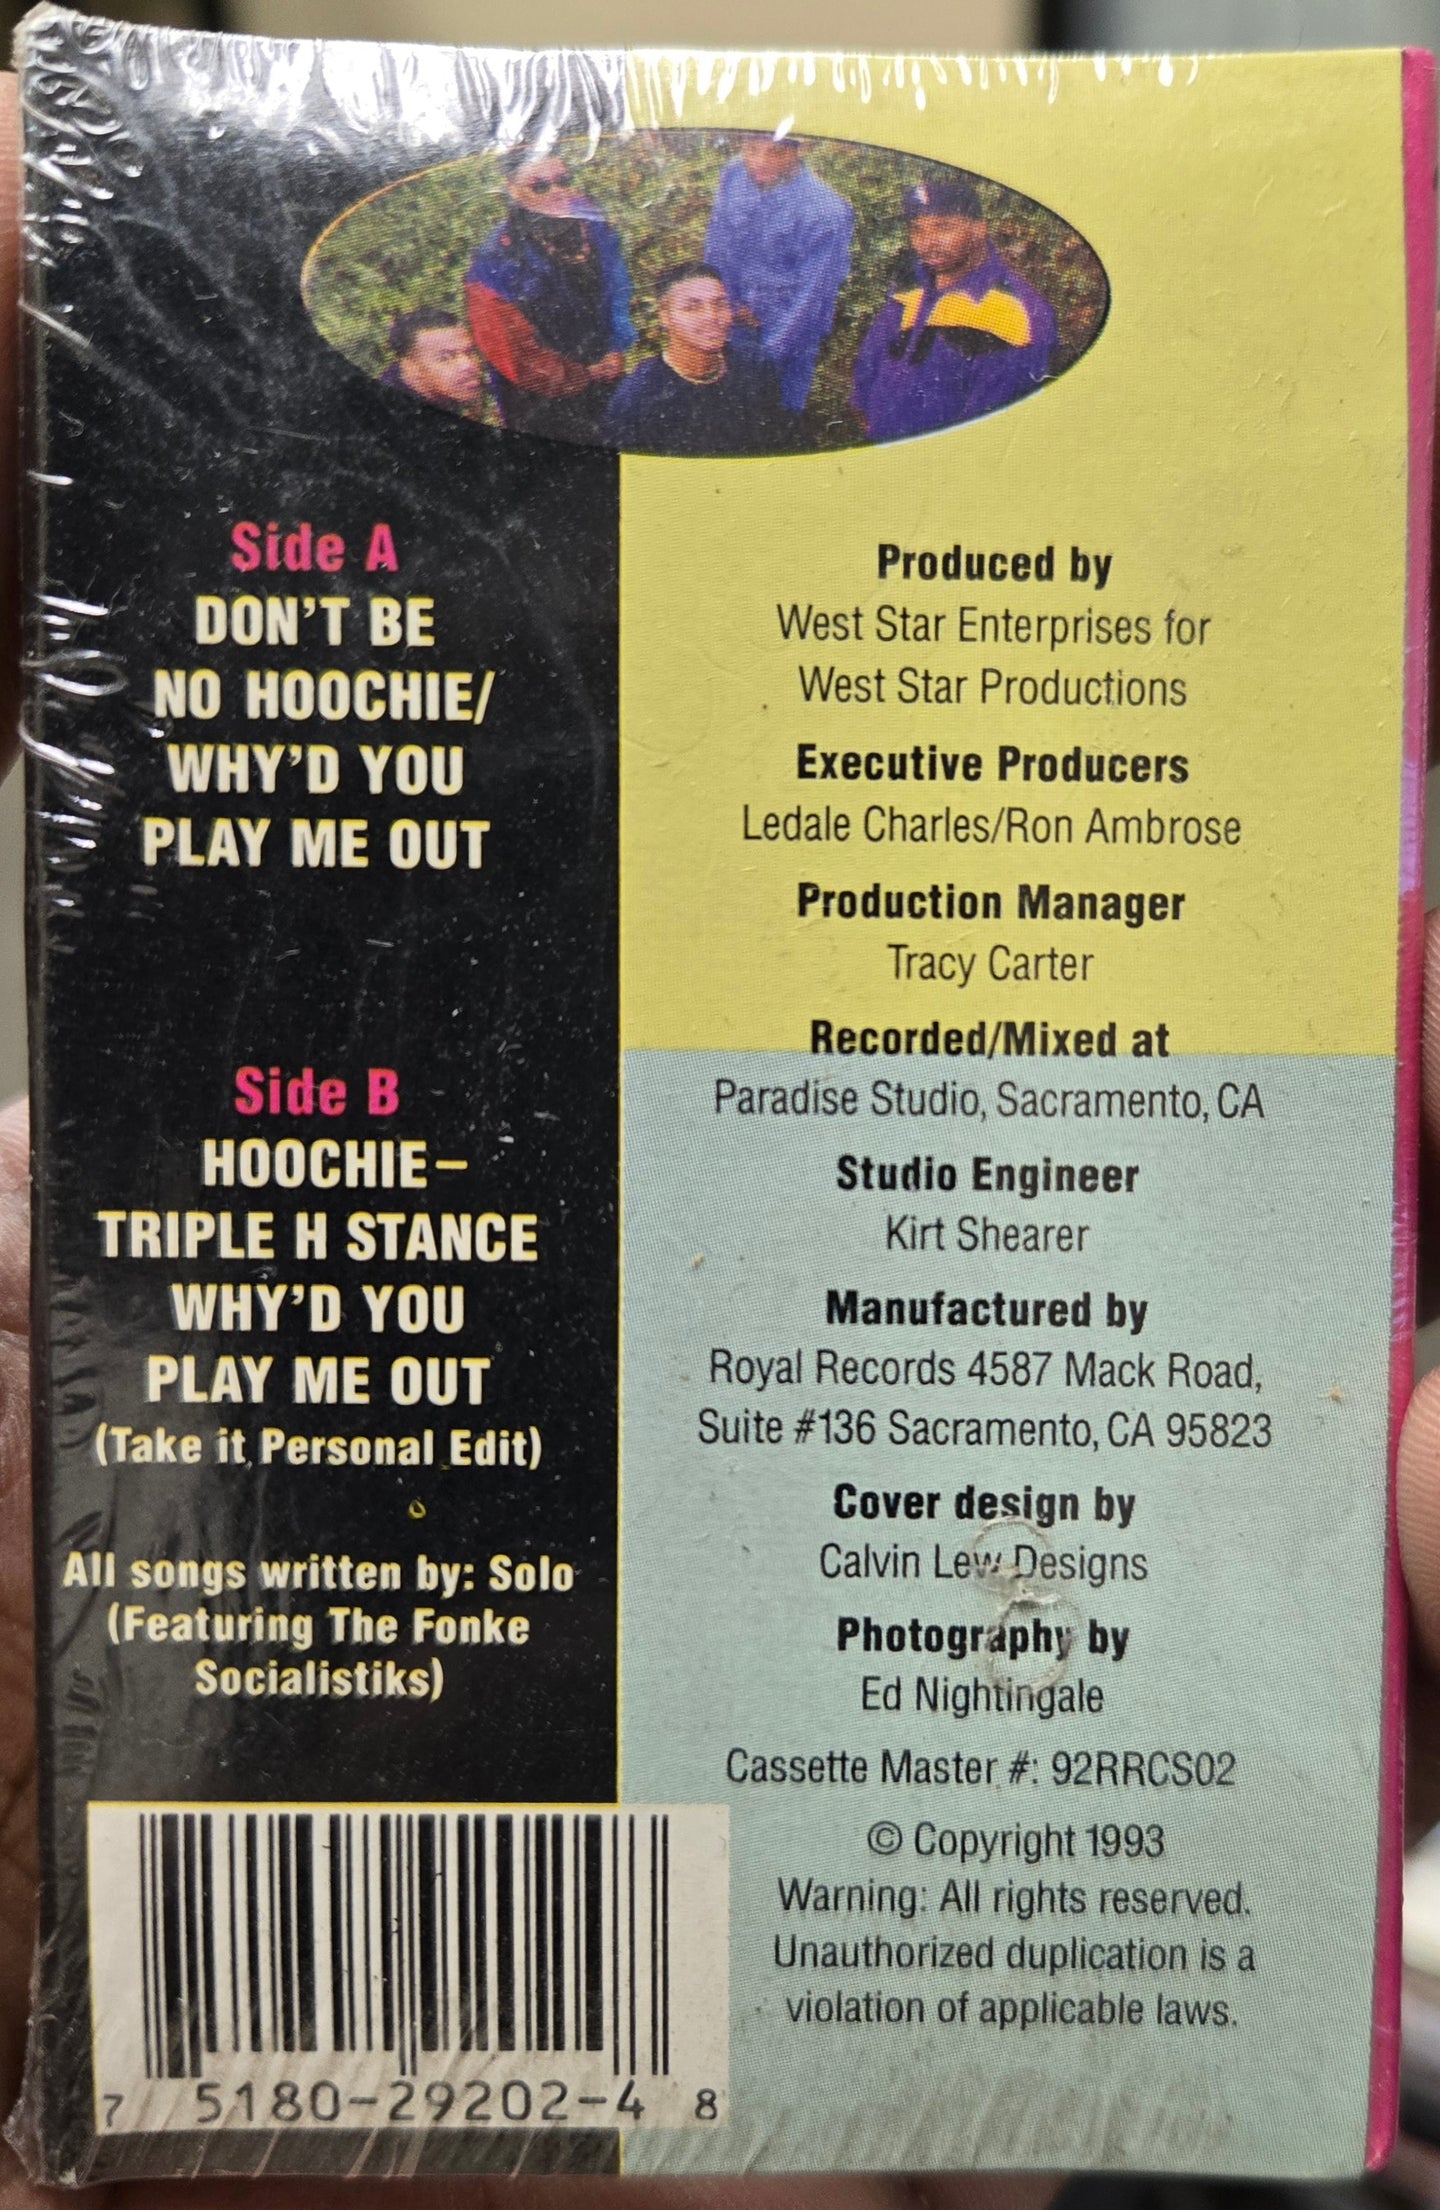 Side A
DON'T BE
NO HOOCHIE/
WHY'D YOU
PLAY ME OUT
Side B
HOOCHIE–
TRIPLE H STANCE
WHY'D YOU
PLAY ME OUT
(Take it Personal Edit)
All songs written by: Solo
(Featuring The Fonke
Socialistiks)
7 5180-29202-4 8
Produced by
West Star Enterprises for
West Star Productions
Executive Producers
Ledale Charles/Ron Ambrose
Production Manager
Tracy Carter
Recorded/Mixed at
Paradise Studio, Sacramento, CA
Studio Engineer
Kirt Shearer
Manufactured by
Royal Records 4587 Mack Road,
Suite #136 Sacramento, CA 95823
Cover design by
Calvin Lew Designs
Photography by
Ed Nightingale
Cassette Master #: 92RRCS02
© Copyright 1993
Warning: All rights reserved.
Unauthorized duplication is a
violation of applicable laws.